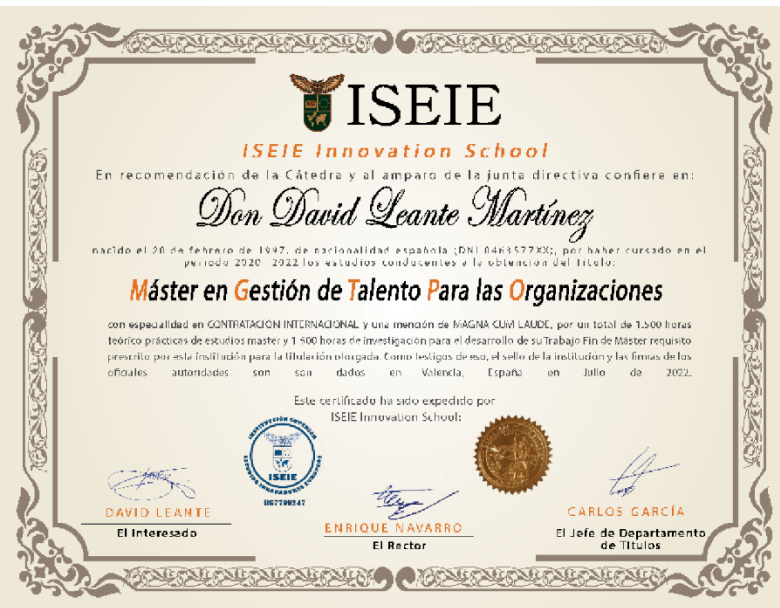 ISEIE
ISEIE Innovation School
En recomendación de la Cátedra y al amparo de la junta directiva confiere en:
Don David Leante Martínez
nacido el 20 de febrero de 1997, de nacionalidad española (DNI 0463577XX), por haber cursado en el
periodo 2020 2022 los estudios conducentes a la obtención del Título:
Máster en Gestión de Talento Para las Organizaciones
con especialidad en CONTRATACIÓN INTERNACIONAL y una mención de MAGNA CUM LAUDE, por un total de 1.500 horas
teórico prácticas de estudios master y 1 500 horas de investigación para el desarrollo de su Trabajo Fin de Máster requisito
prescrito por esta institución para la titulación otorgada. Como testigos de eso, el sello de la institución y las firmas de los
oficiales autoridades son son dados en Valencia, España en Julio de 2022.
Este certificado ha sido expedido por
ISEIE Innovation School:
INSTITUCIÓN SUPERIOR
ISEIE
DAVID LEANTE
El Interesado
ENRIQUE NAVARRO
El Rector
CARLOS GARCÍA
El Jefe de Departamento
de Títulos